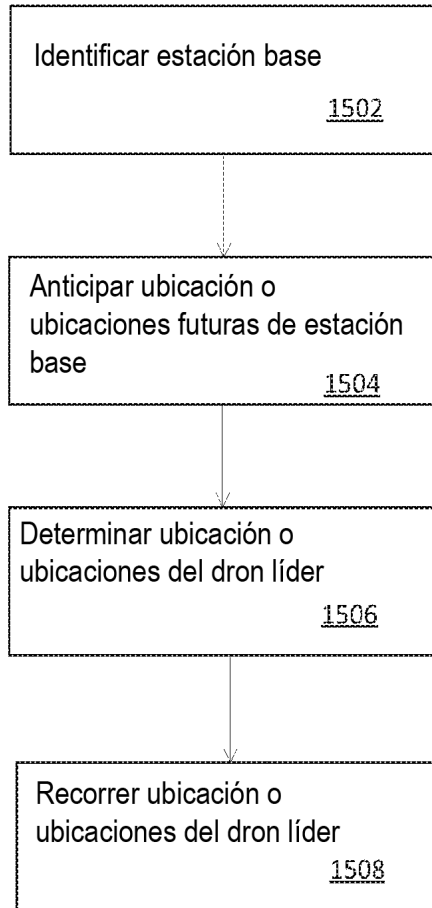 Identificar estación base
1502
Anticipar ubicación o
ubicaciones futuras de estación
base
1504
Determinar ubicación o
ubicaciones del dron líder
1506
Recorrer ubicación o
ubicaciones del dron líder
1508